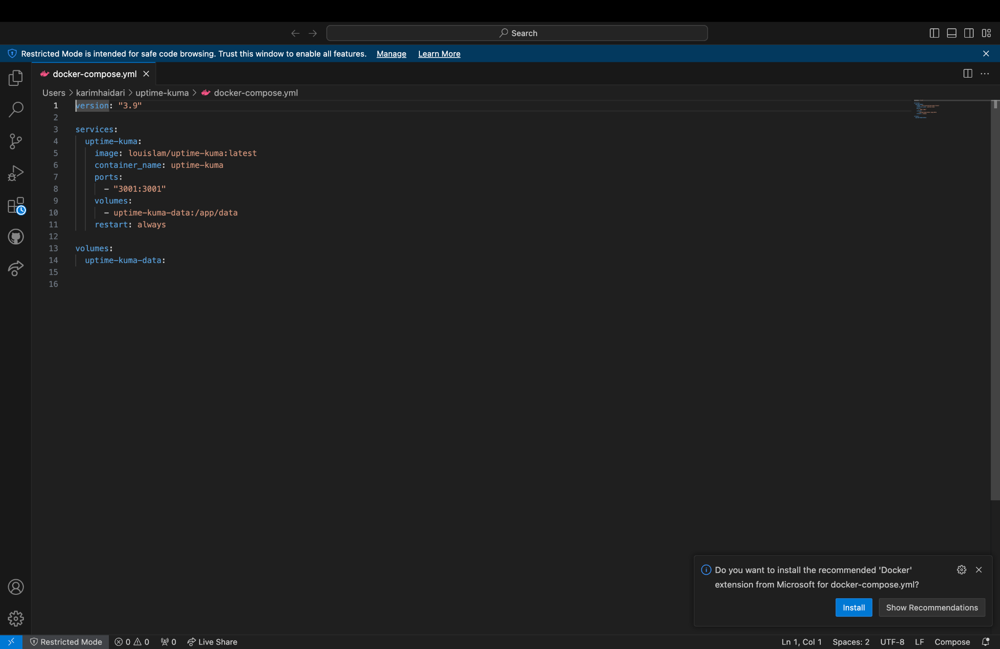 Search
Restricted Mode is intended for safe code browsing. Trust this window to enable all features. Manage Learn More
docker-compose.yml
Users > karimhaidari > uptime-kuma > docker-compose.yml
1 version: "3.9"
2
3 services:
4 uptime-kuma:
5 image: louislam/uptime-kuma:latest
6 container_name: uptime-kuma
7 ports:
8 - "3001:3001"
9 volumes:
10 - uptime-kuma-data:/app/data
11 restart: always
12
13 volumes:
14 uptime-kuma-data:
15
16
Do you want to install the recommended 'Docker'
extension from Microsoft for docker-compose.yml?
Install Show Recommendations
Restricted Mode 0 0 0 Live Share Ln 1, Col 1 Spaces: 2 UTF-8 LF Compose